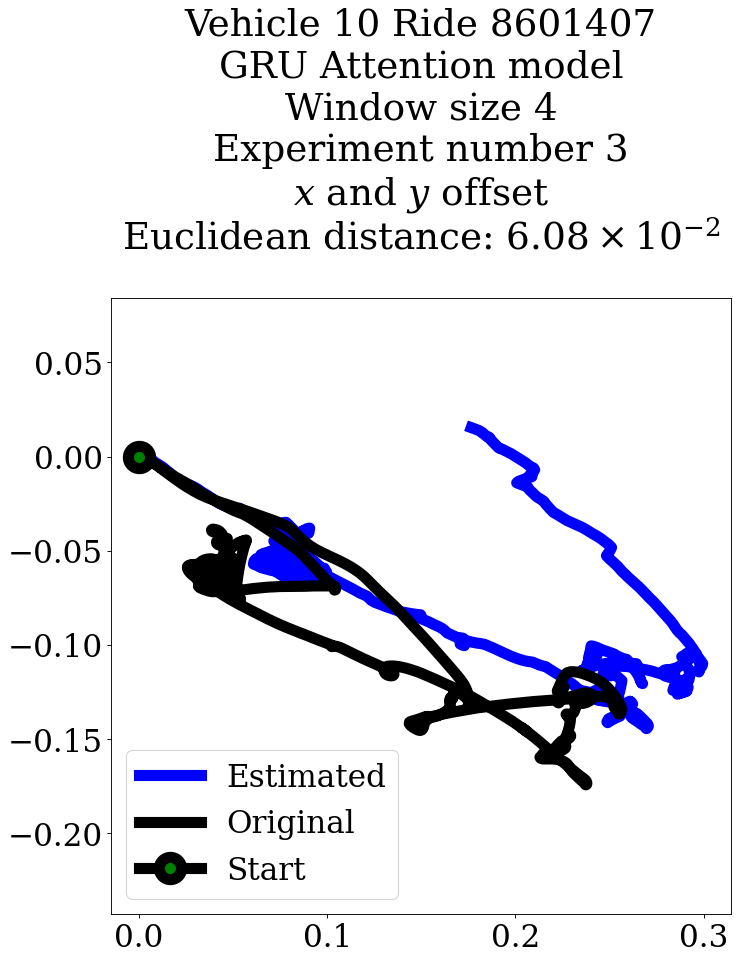 Vehicle 10 Ride 8601407
GRU Attention model
Window size 4
Experiment number 3
x and y offset
Euclidean distance: 6.08 × 10⁻²
0.05
0.00
−0.05
−0.10
−0.15
−0.20
Estimated
Original
Start
0.0 0.1 0.2 0.3